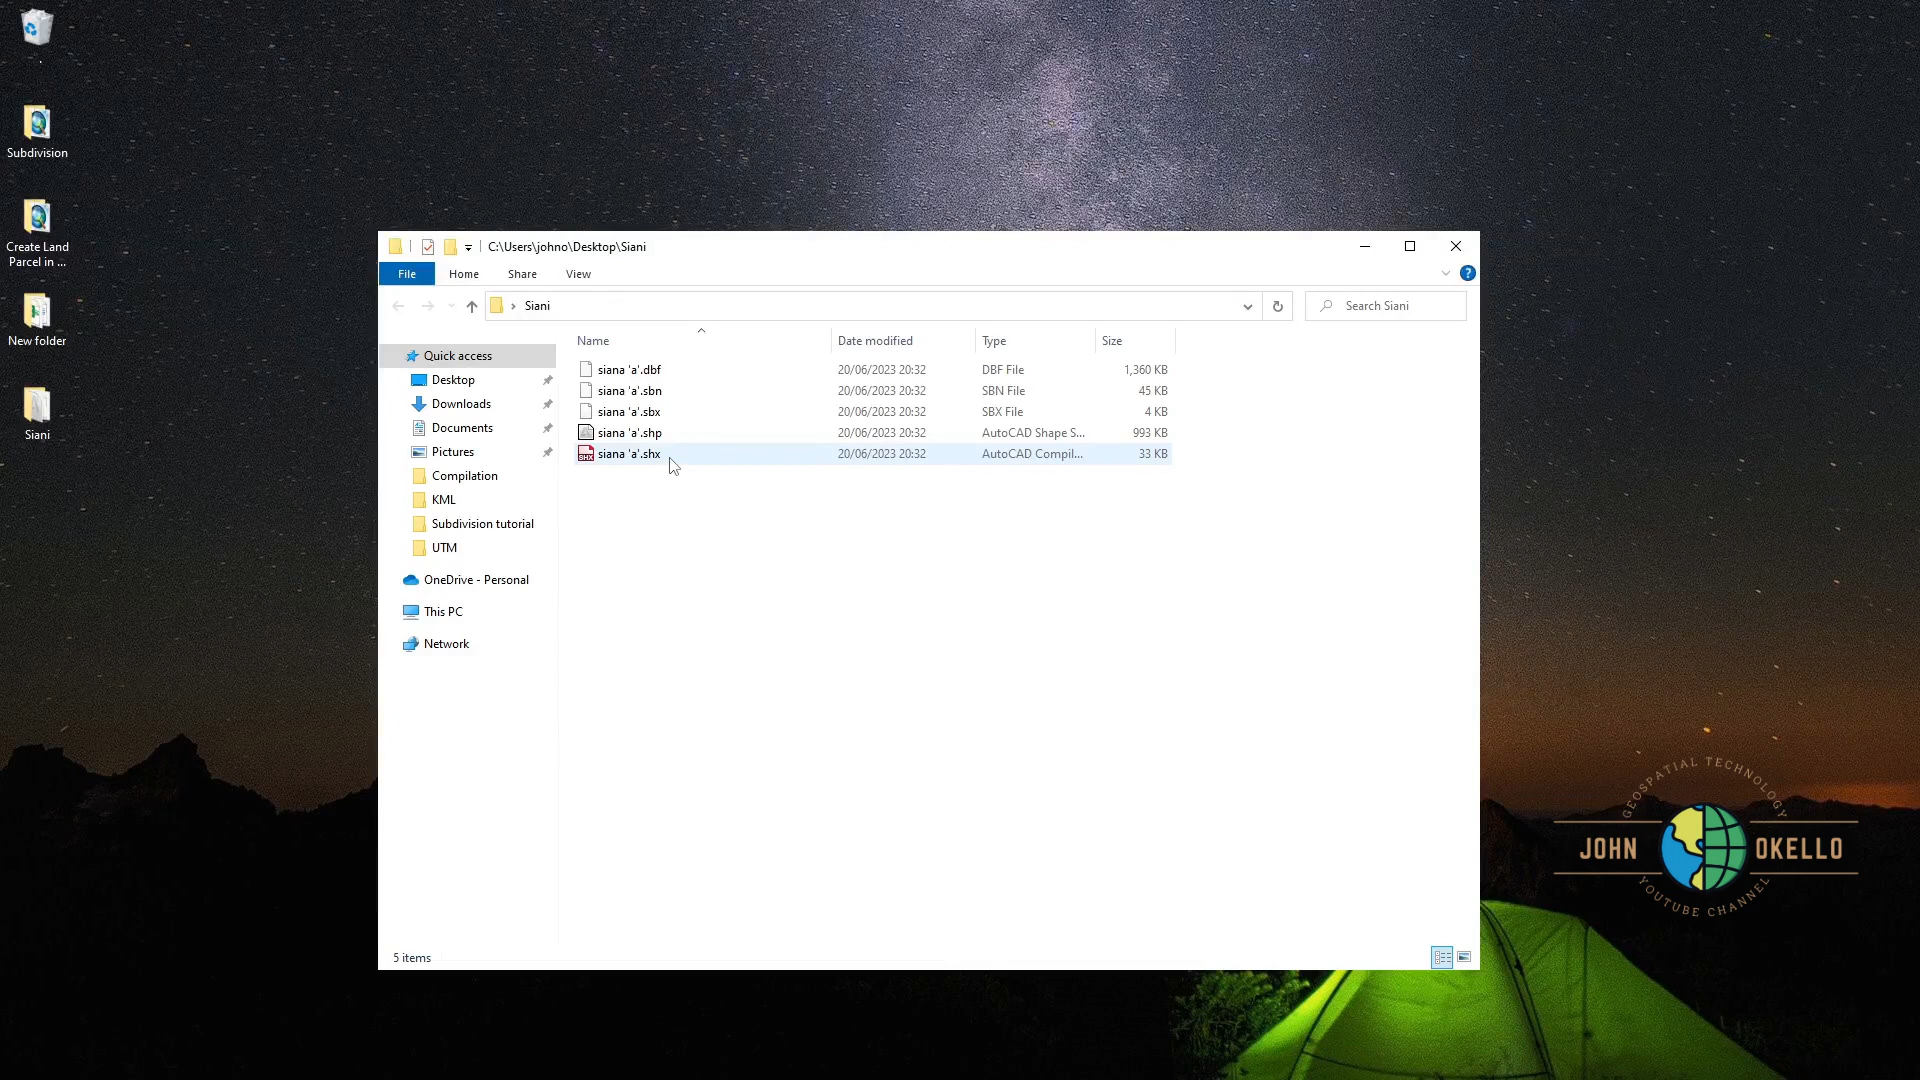 .
Subdivision
Create Land
Parcel in ...
New folder
Siani
C:\Users\johno\Desktop\Siani
File Home Share View
Siani
Search Siani
Name Date modified Type Size
siana 'a'.dbf 20/06/2023 20:32 DBF File 1,360 KB
siana 'a'.sbn 20/06/2023 20:32 SBN File 45 KB
siana 'a'.sbx 20/06/2023 20:32 SBX File 4 KB
siana 'a'.shp 20/06/2023 20:32 AutoCAD Shape S... 993 KB
siana 'a'.shx 20/06/2023 20:32 AutoCAD Compil... 33 KB
Quick access
Desktop
Downloads
Documents
Pictures
Compilation
KML
Subdivision tutorial
UTM
OneDrive - Personal
This PC
Network
5 items
GEOSPATIAL TECHNOLOGY
JOHN OKELLO
YOUTUBE CHANNEL